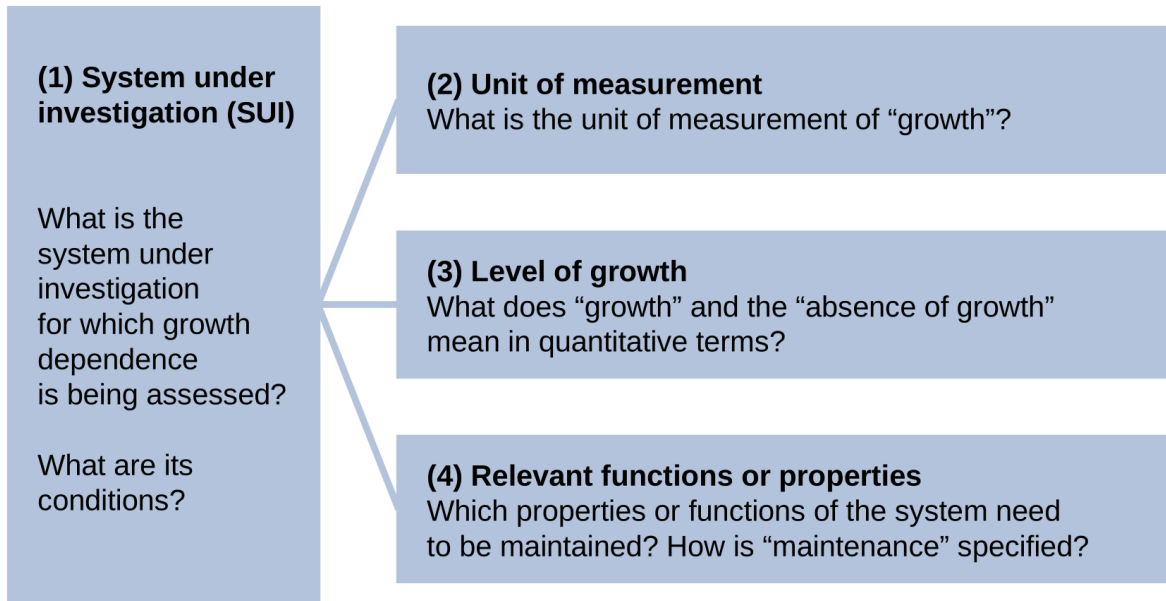 (1) System under
investigation (SUI)
What is the
system under
investigation
for which growth
dependence
is being assessed?
What are its
conditions?
(2) Unit of measurement
What is the unit of measurement of “growth”?
(3) Level of growth
What does “growth” and the “absence of growth”
mean in quantitative terms?
(4) Relevant functions or properties
Which properties or functions of the system need
to be maintained? How is “maintenance” specified?